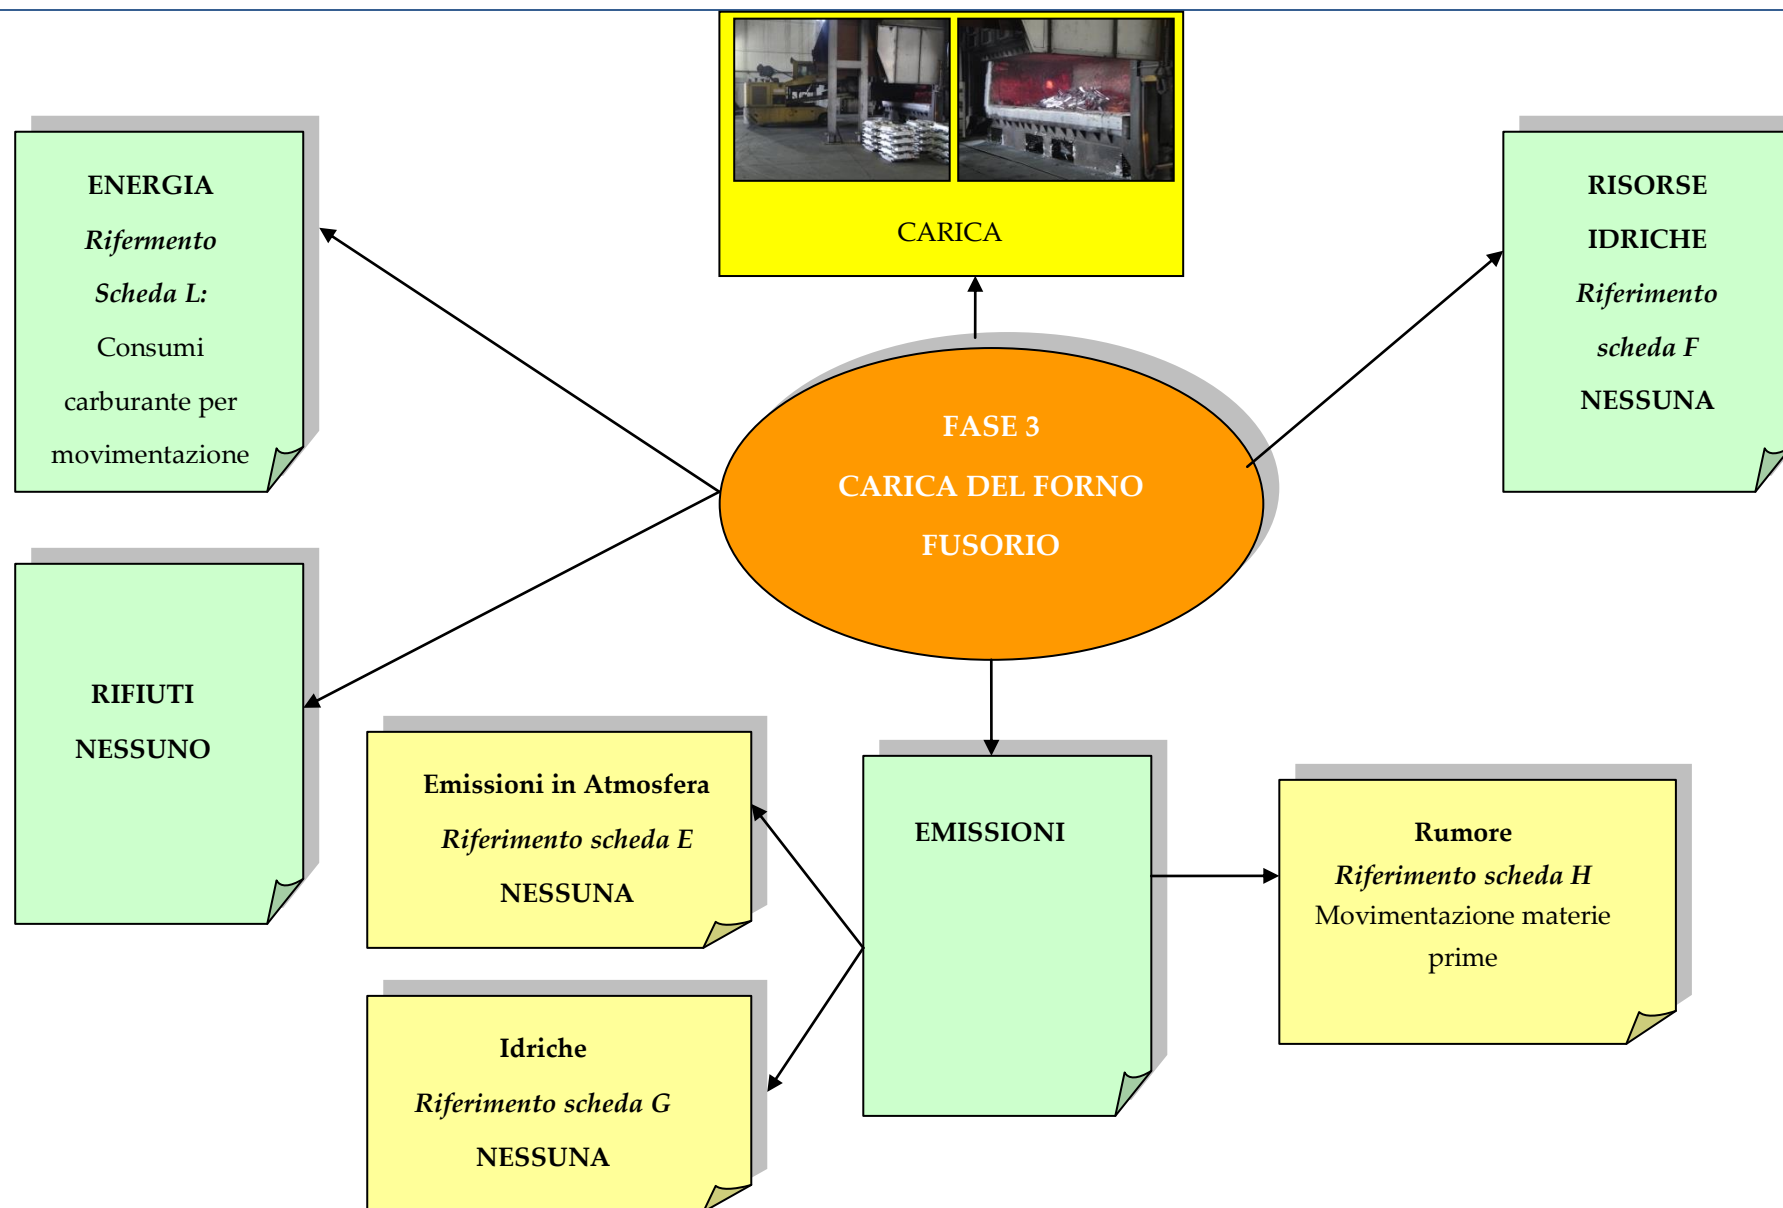 CARICA
ENERGIA
Rifermento
Scheda L:
Consumi
carburante per
movimentazione
RISORSE
IDRICHE
Riferimento
scheda F
NESSUNA
FASE 3
CARICA DEL FORNO
FUSORIO
RIFIUTI
NESSUNO
Emissioni in Atmosfera
Riferimento scheda E
NESSUNA
EMISSIONI
Rumore
Riferimento scheda H
Movimentazione materie
prime
Idriche
Riferimento scheda G
NESSUNA